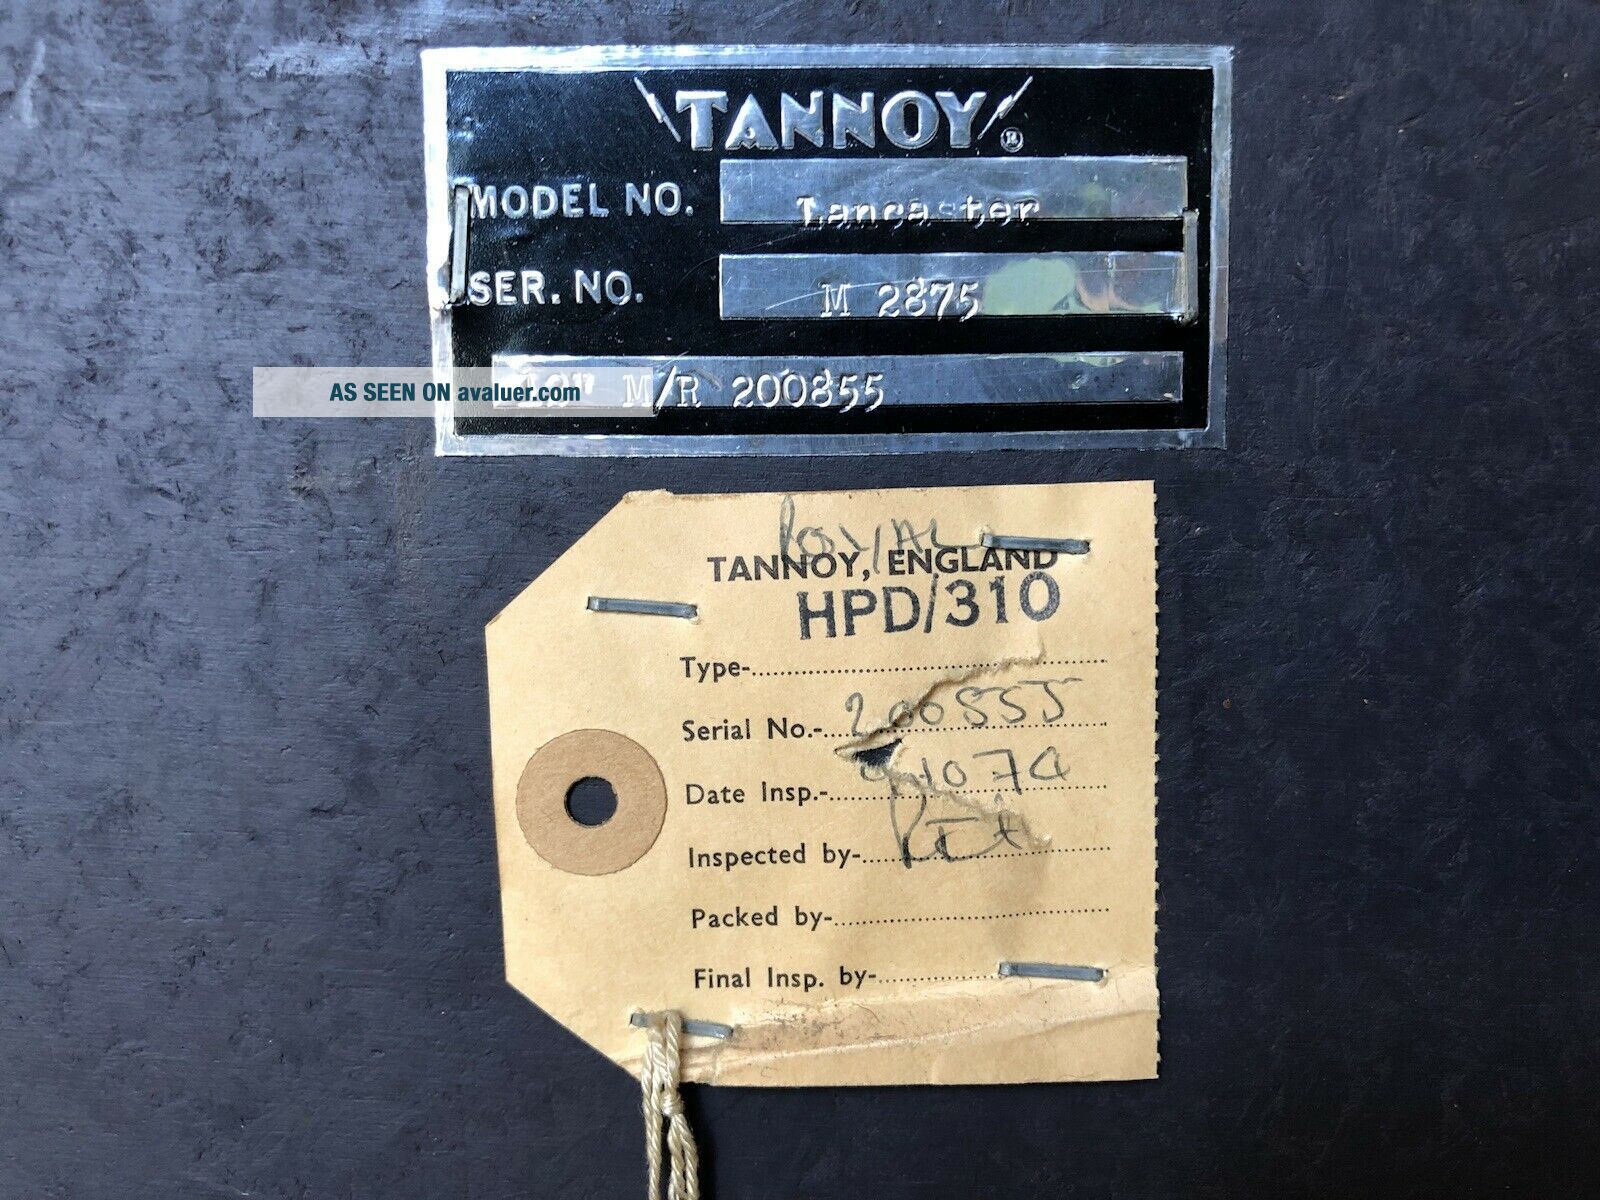 TANNOY®
MODEL NO. Lancaster
SER. NO. M 2875
M/R 200855
AS SEEN ON avaluer.com
ROYAL
TANNOY, ENGLAND
HPD/310
Type-
Serial No.- 200855
Date Insp.-
Inspected by-
Packed by-
Final Insp. by-